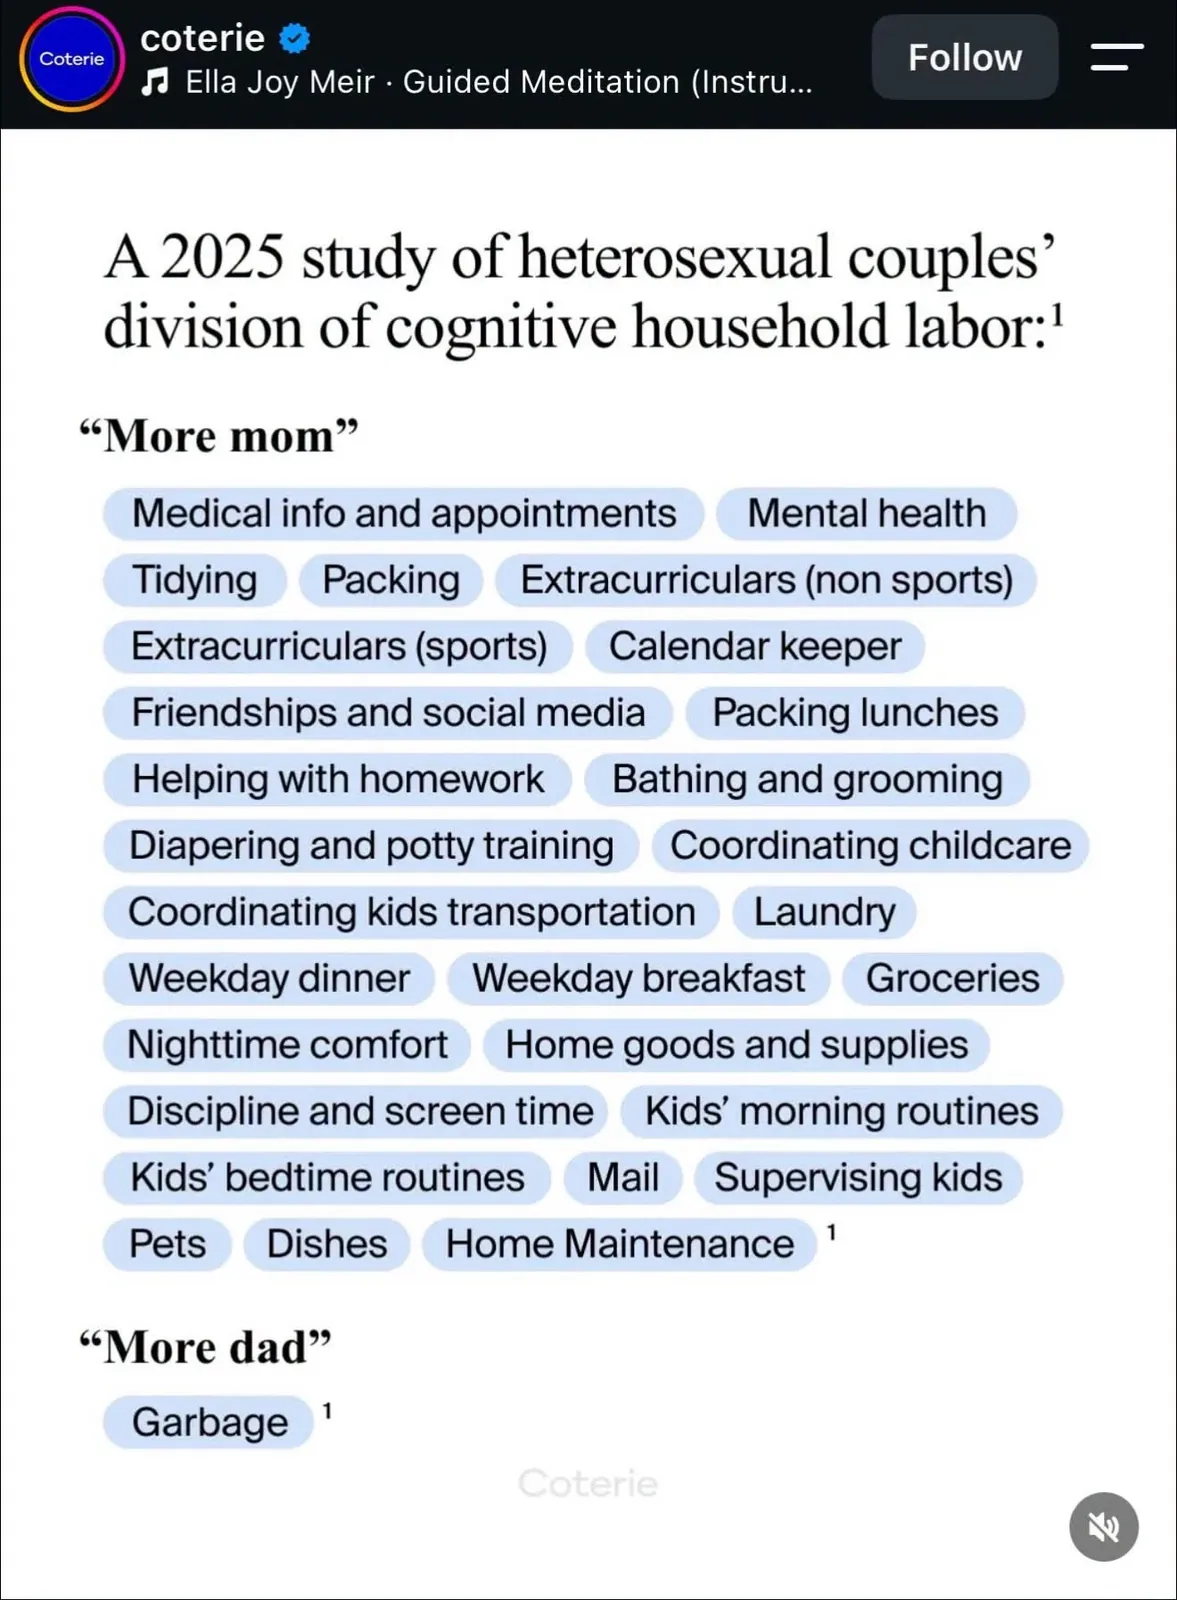 Coterie
coterie
Ella Joy Meir · Guided Meditation (Instru...
Follow
A 2025 study of heterosexual couples’
division of cognitive household labor:¹
“More mom”
Medical info and appointments Mental health
Tidying Packing Extracurriculars (non sports)
Extracurriculars (sports) Calendar keeper
Friendships and social media Packing lunches
Helping with homework Bathing and grooming
Diapering and potty training Coordinating childcare
Coordinating kids transportation Laundry
Weekday dinner Weekday breakfast Groceries
Nighttime comfort Home goods and supplies
Discipline and screen time Kids’ morning routines
Kids’ bedtime routines Mail Supervising kids
Pets Dishes Home Maintenance ¹
“More dad”
Garbage ¹
Coterie